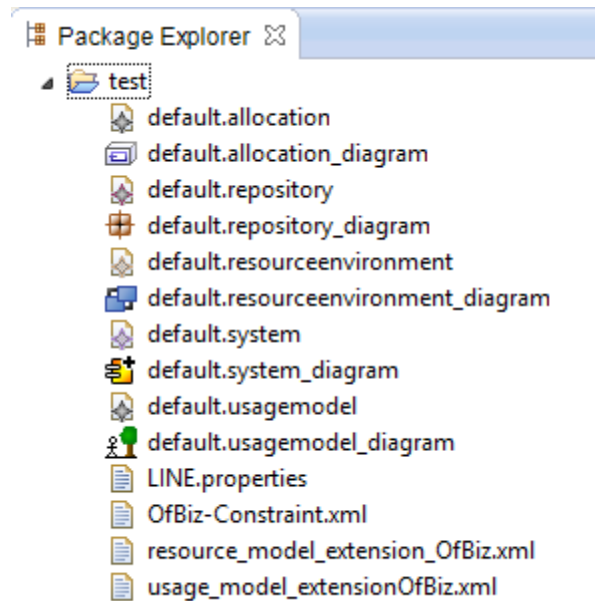 Package Explorer
test
default.allocation
default.allocation_diagram
default.repository
default.repository_diagram
default.resourceenvironment
default.resourceenvironment_diagram
default.system
default.system_diagram
default.usagemodel
default.usagemodel_diagram
LINE.properties
OfBiz-Constraint.xml
resource_model_extension_OfBiz.xml
usage_model_extensionOfBiz.xml